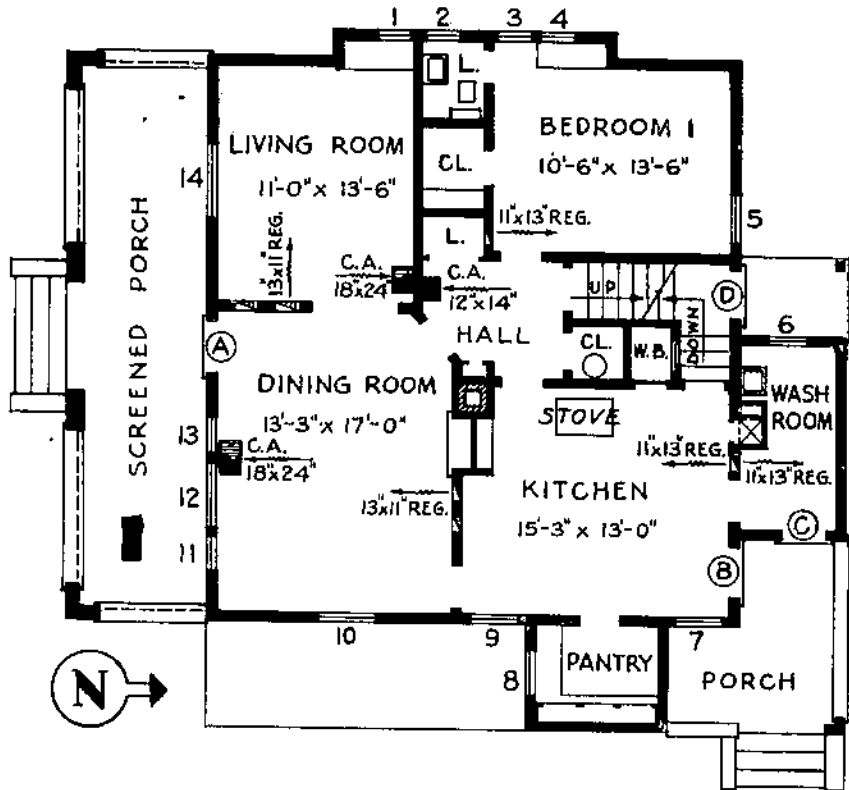 1 2 3 4
L.
LIVING ROOM
11'-0" x 13'-6"
BEDROOM 1
10'-6" x 13'-6"
CL.
14
13"x11" REG.
11"x13" REG.
5
L.
C.A.
18"x24"
C.A.
12"x14"
UP
D
DOWN
SCREENED PORCH
A
HALL
CL.
W.B.
6
WASH
ROOM
DINING ROOM
13'-3" x 17'-0"
STOVE
13
C.A.
18"x24"
11"x13" REG.
11"x13" REG.
12
13"x11" REG.
KITCHEN
15'-3" x 13'-0"
C
11
B
10
9
7
8
PANTRY
PORCH
N